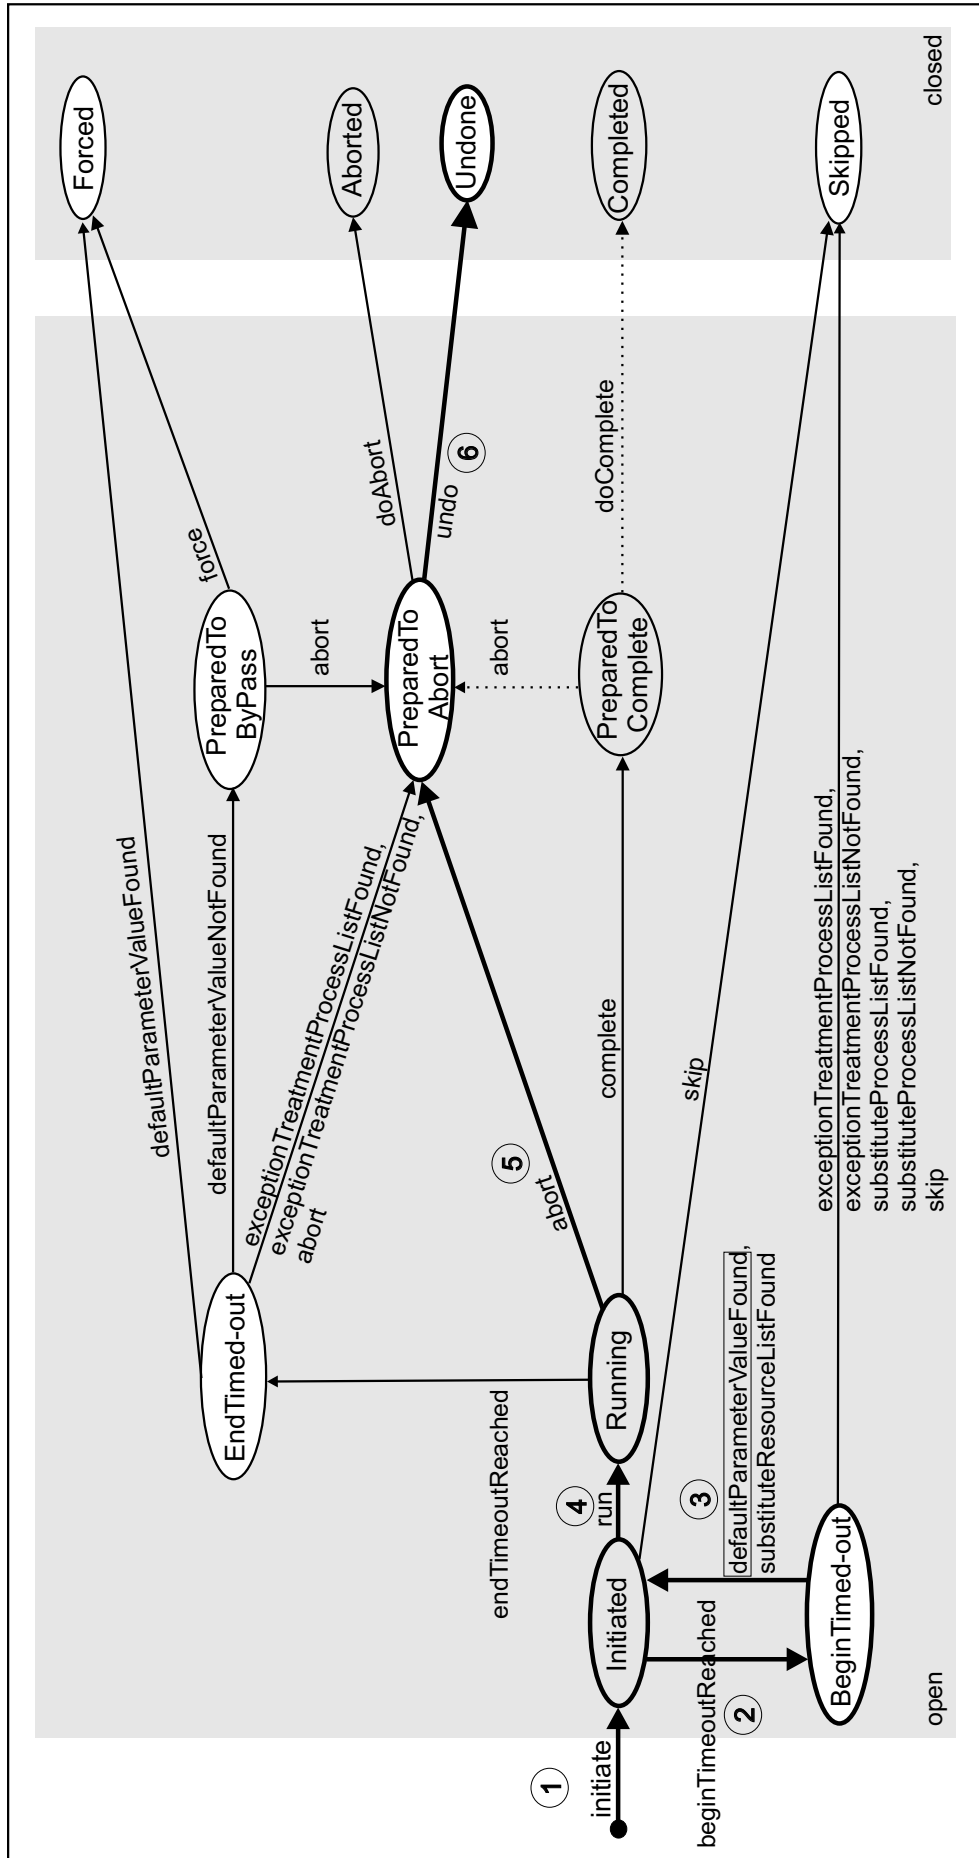 1
initiate
beginTimeoutReached
2
open
Initiated
BeginTimed-out
4
run
3
defaultParameterValueFound,
substituteResourceListFound
endTimeoutReached
EndTimed-out
Running
defaultParameterValueFound
defaultParameterValueNotFound
exceptionTreatmentProcessListFound,
exceptionTreatmentProcessListNotFound,
abort
5
abort
complete
skip
exceptionTreatmentProcessListFound,
exceptionTreatmentProcessListNotFound,
substituteProcessListFound,
substituteProcessListNotFound,
skip
PreparedTo
ByPass
abort
PreparedTo
Abort
abort
PreparedTo
Complete
force
doAbort
undo
6
doComplete
Forced
Aborted
Undone
Completed
Skipped
closed